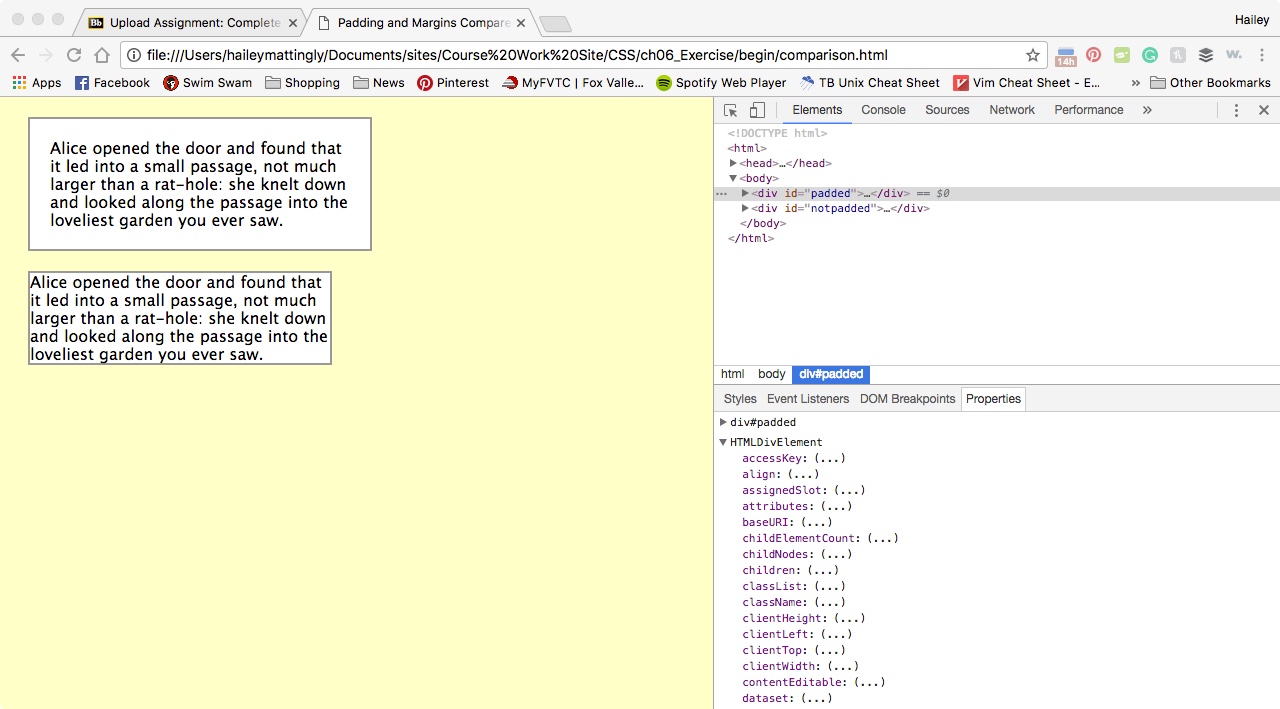 Upload Assignment: Complete
Padding and Margins Compare
Hailey
file:///Users/haileymattingly/Documents/sites/Course%20Work%20Site/CSS/ch06_Exercise/begin/comparison.html
14h
W.
Apps Facebook Swim Swam Shopping News Pinterest MyFVTC | Fox Valle... Spotify Web Player TB Unix Cheat Sheet Vim Cheat Sheet - E... » Other Bookmarks
Alice opened the door and found that
it led into a small passage, not much
larger than a rat-hole: she knelt down
and looked along the passage into the
loveliest garden you ever saw.
Alice opened the door and found that
it led into a small passage, not much
larger than a rat-hole: she knelt down
and looked along the passage into the
loveliest garden you ever saw.
Elements Console Sources Network Performance »
<!DOCTYPE html>
<html>
<head>…</head>
<body>
<div id="padded">…</div> == $0
<div id="notpadded">…</div>
</body>
</html>
html body div#padded
Styles Event Listeners DOM Breakpoints Properties
div#padded
HTMLDivElement
accessKey: (...)
align: (...)
assignedSlot: (...)
attributes: (...)
baseURI: (...)
childElementCount: (...)
childNodes: (...)
children: (...)
classList: (...)
className: (...)
clientHeight: (...)
clientLeft: (...)
clientTop: (...)
clientWidth: (...)
contentEditable: (...)
dataset: (...)